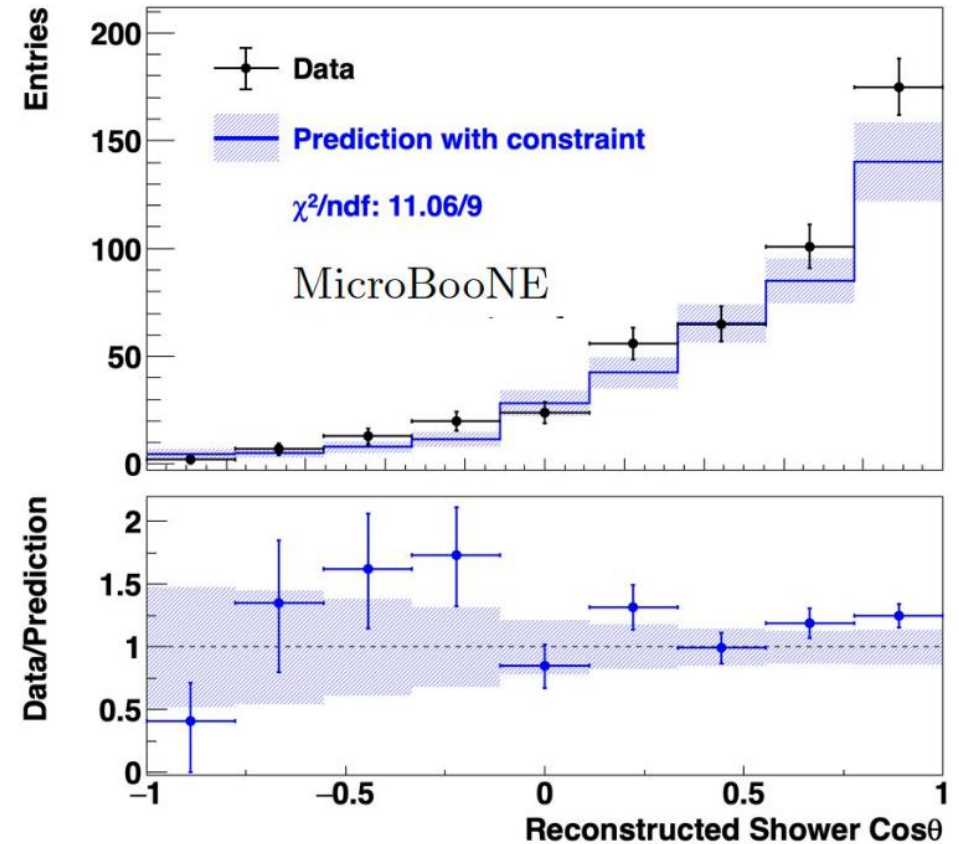 Entries
200
150
100
50
0
Data
Prediction with constraint
χ²/ndf: 11.06/9
MicroBooNE
Data/Prediction
2
1.5
1
0.5
0
−1
−0.5
0
0.5
1
Reconstructed Shower Cosθ